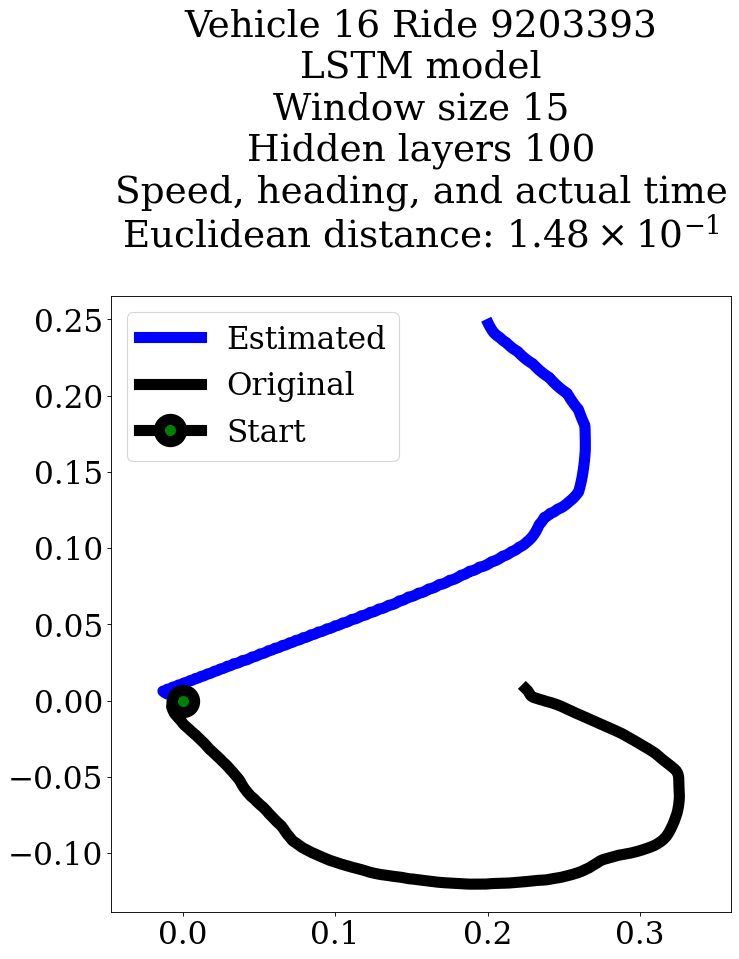 Vehicle 16 Ride 9203393
LSTM model
Window size 15
Hidden layers 100
Speed, heading, and actual time
Euclidean distance: 1.48 × 10⁻¹
Estimated
Original
Start
0.25
0.20
0.15
0.10
0.05
0.00
−0.05
−0.10
0.0 0.1 0.2 0.3